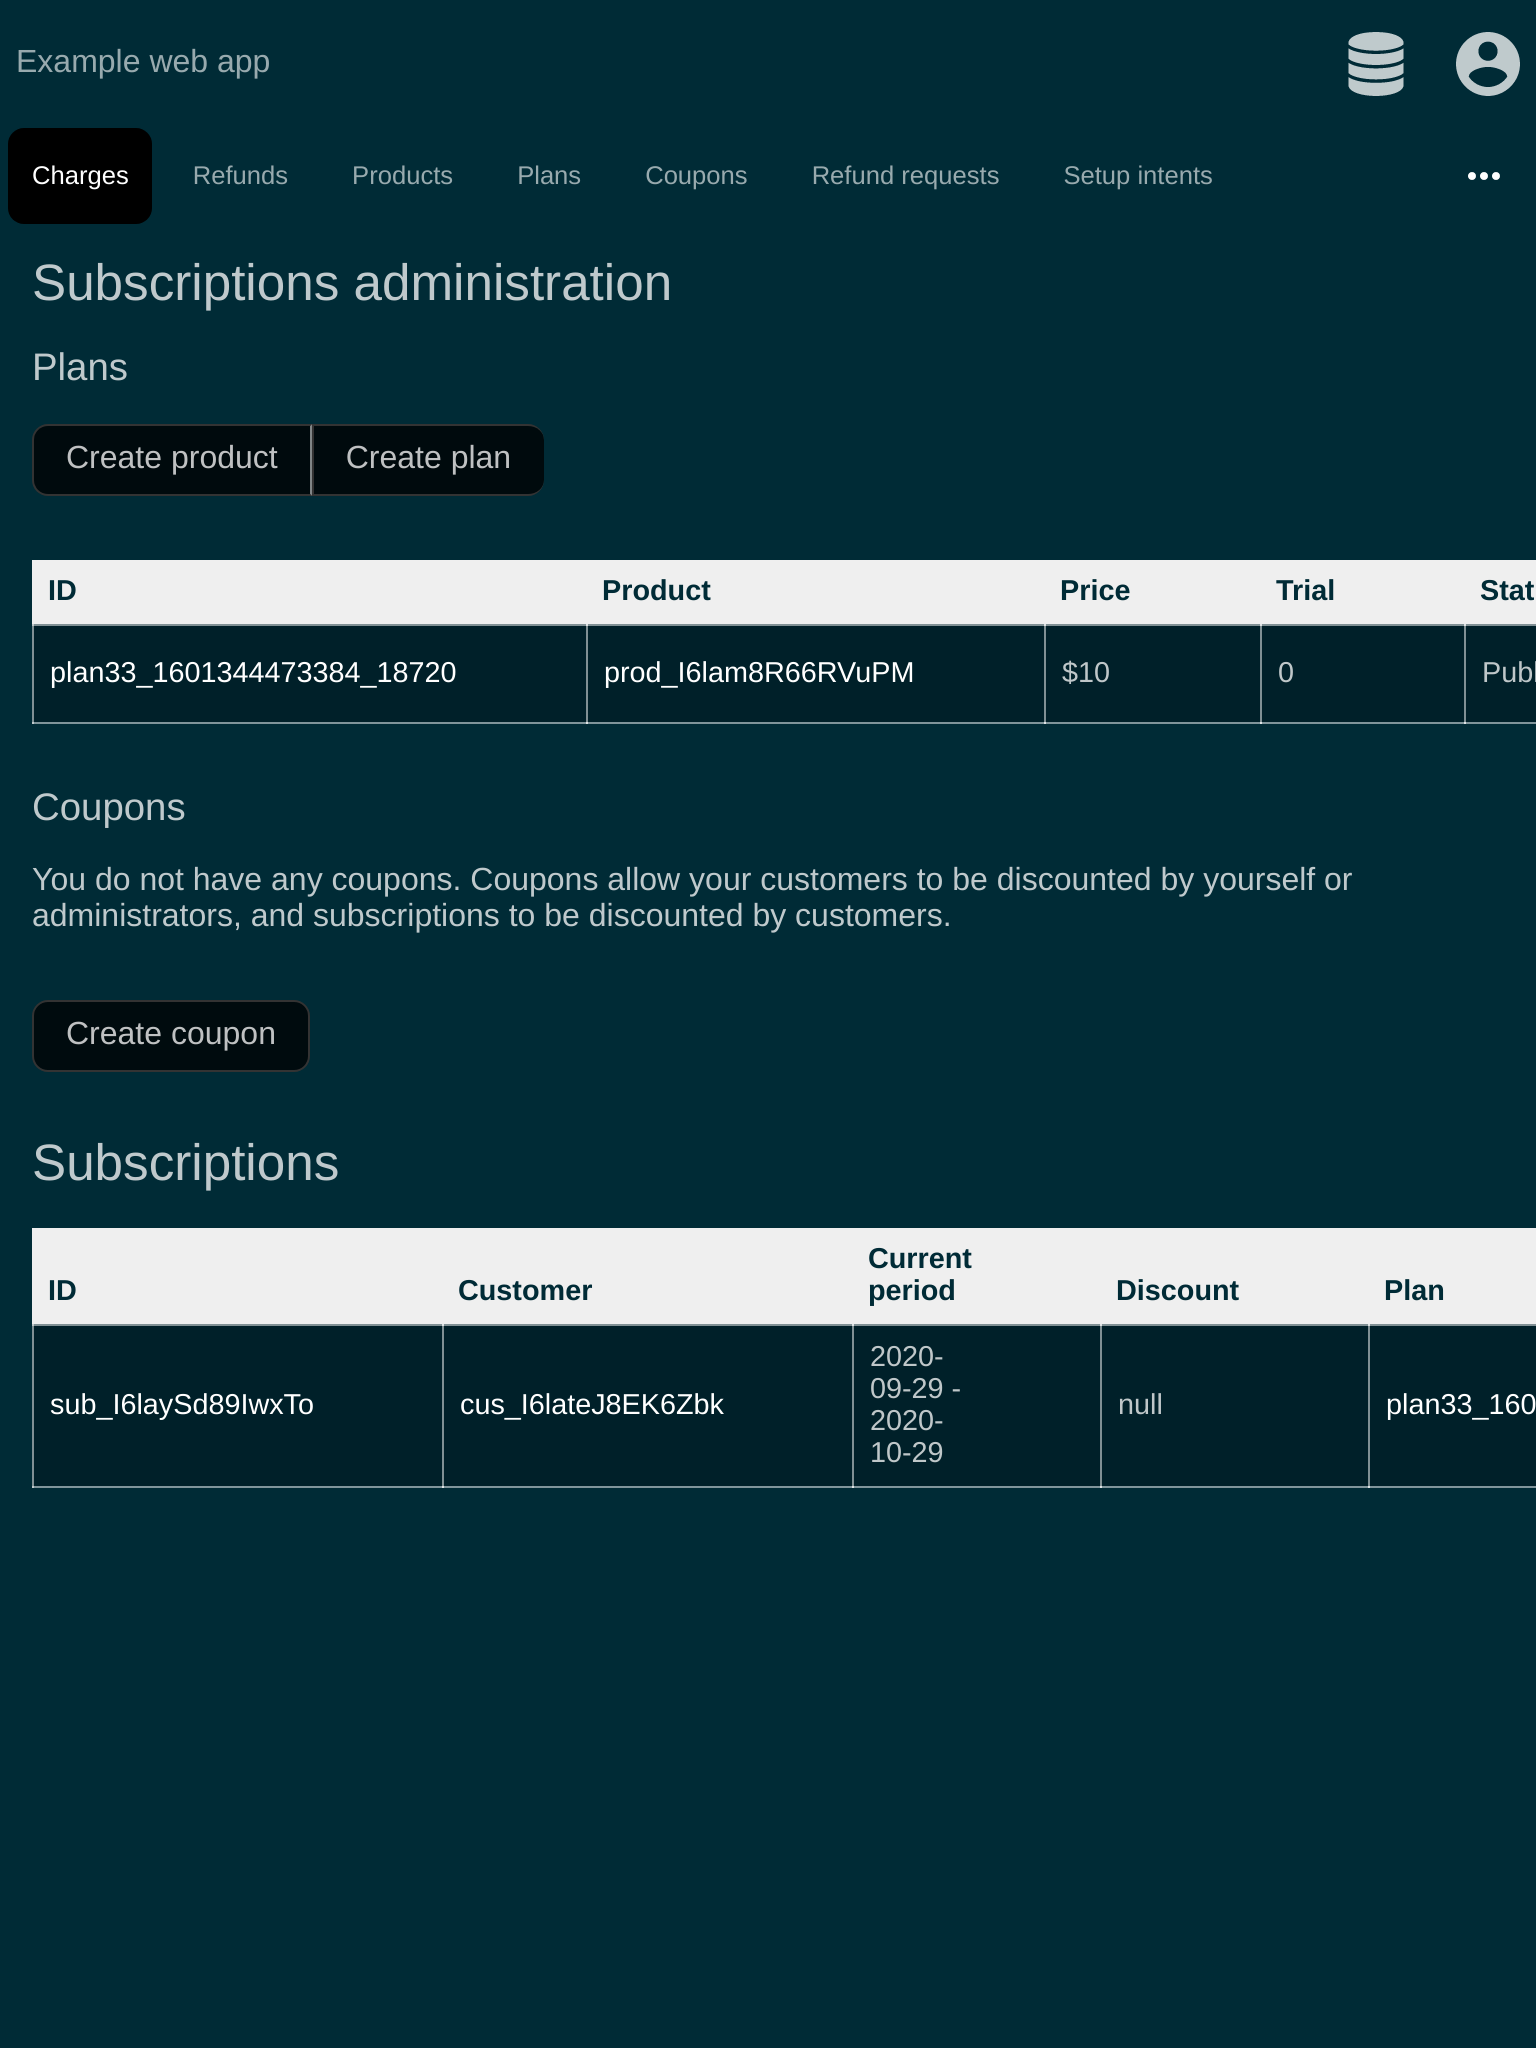 Example web app
Charges Refunds Products Plans Coupons Refund requests Setup intents
Subscriptions administration
Plans
Create product Create plan
ID Product Price Trial Stat
plan33_1601344473384_18720 prod_I6lam8R66RVuPM $10 0 Publ
Coupons
You do not have any coupons. Coupons allow your customers to be discounted by yourself or
administrators, and subscriptions to be discounted by customers.
Create coupon
Subscriptions
ID Customer Current period Discount Plan
sub_I6laySd89IwxTo cus_I6lateJ8EK6Zbk 2020-09-29 - 2020-10-29 null plan33_160